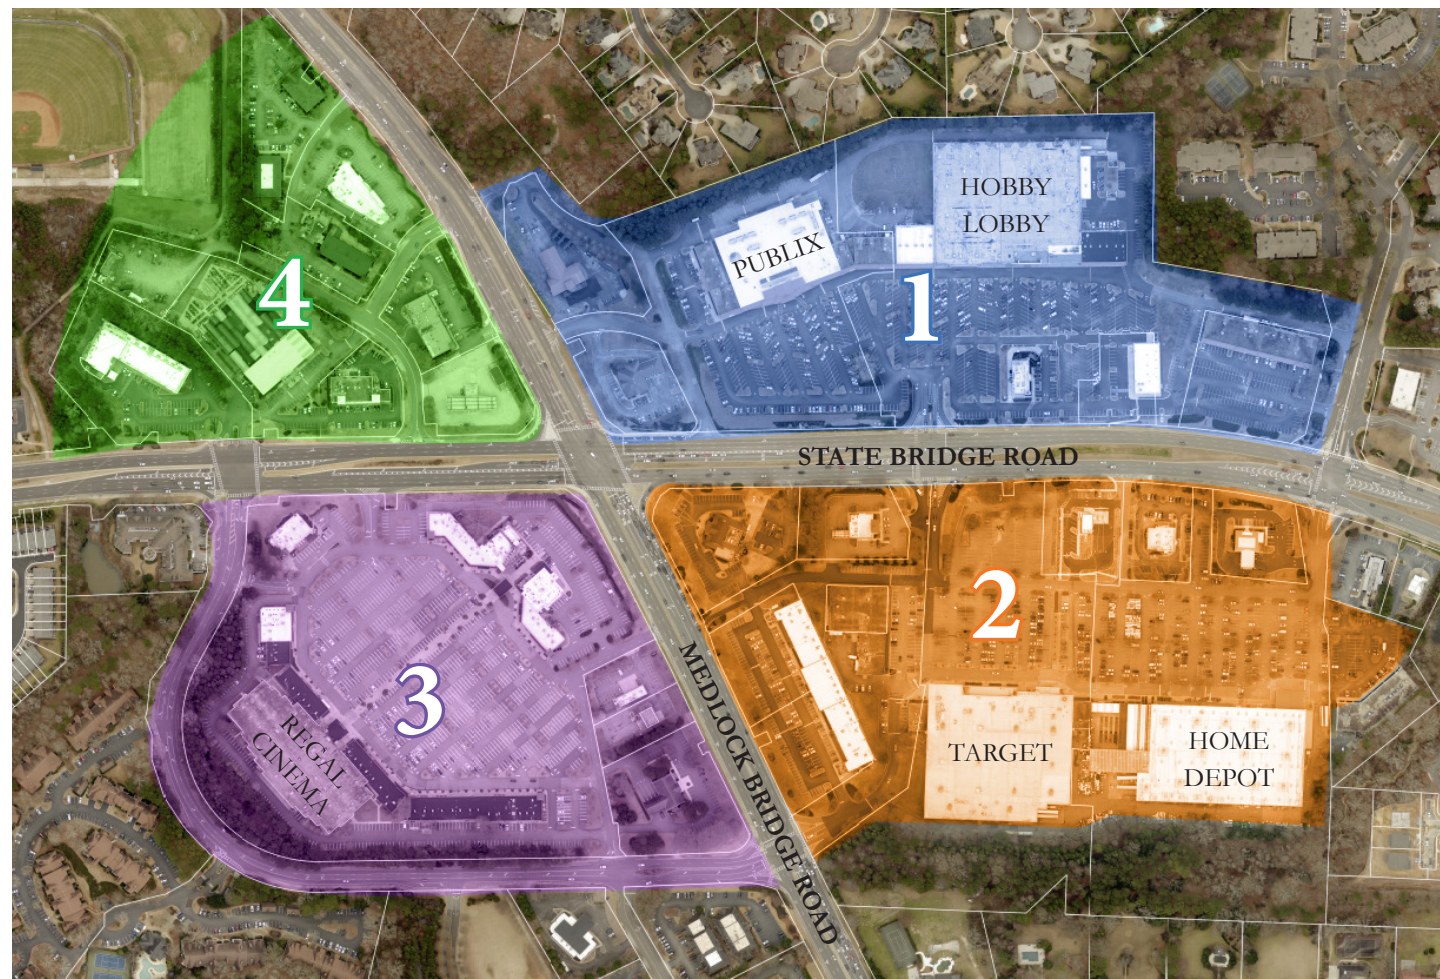 HOBBY
LOBBY
PUBLIX
1
4
STATE BRIDGE ROAD
2
3
REGAL
CINEMA
MEDLOCK BRIDGE ROAD
TARGET
HOME
DEPOT